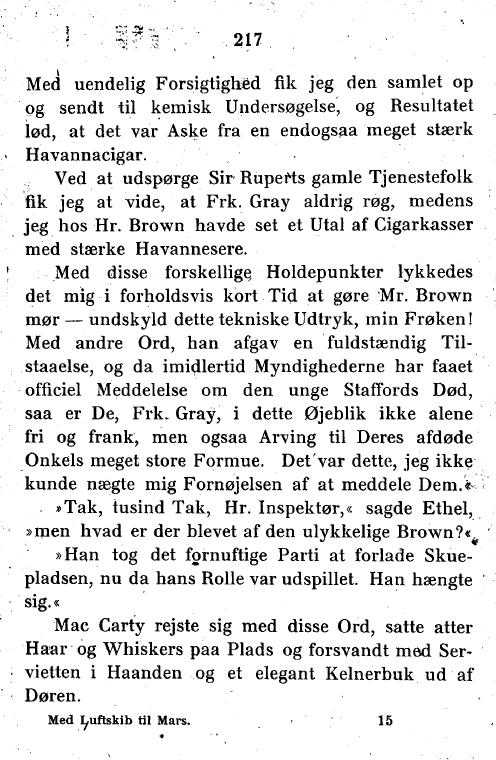 217
Med uendelig Forsigtighed fik jeg den samlet op
og sendt til kemisk Undersøgelse, og Resultatet
lød, at det var Aske fra en endogsaa meget stærk
Havannacigar.
Ved at udspørge Sir Ruperts gamle Tjenestefolk
fik jeg at vide, at Frk. Gray aldrig røg, medens
jeg hos Hr. Brown havde set et Utal af Cigarkasser
med stærke Havannesere.
Med disse forskellige Holdepunkter lykkedes
det mig i forholdsvis kort Tid at gøre Mr. Brown
mør — undskyld dette tekniske Udtryk, min Frøken!
Med andre Ord, han afgav en fuldstændig Til-
staaelse, og da imidlertid Myndighederne har faaet
officiel Meddelelse om den unge Staffords Død,
saa er De, Frk. Gray, i dette Øjeblik ikke alene
fri og frank, men ogsaa Arving til Deres afdøde
Onkels meget store Formue. Det var dette, jeg ikke
kunde nægte mig Fornøjelsen af at meddele Dem.«
»Tak, tusind Tak, Hr. Inspektør,« sagde Ethel,
»men hvad er der blevet af den ulykkelige Brown?«
»Han tog det fornuftige Parti at forlade Skue-
pladsen, nu da hans Rolle var udspillet. Han hængte
sig.«
Mac Carty rejste sig med disse Ord, satte atter
Haar og Whiskers paa Plads og forsvandt med Ser-
vietten i Haanden og et elegant Kelnerbuk ud af
Døren.
Med Luftskib til Mars. 15